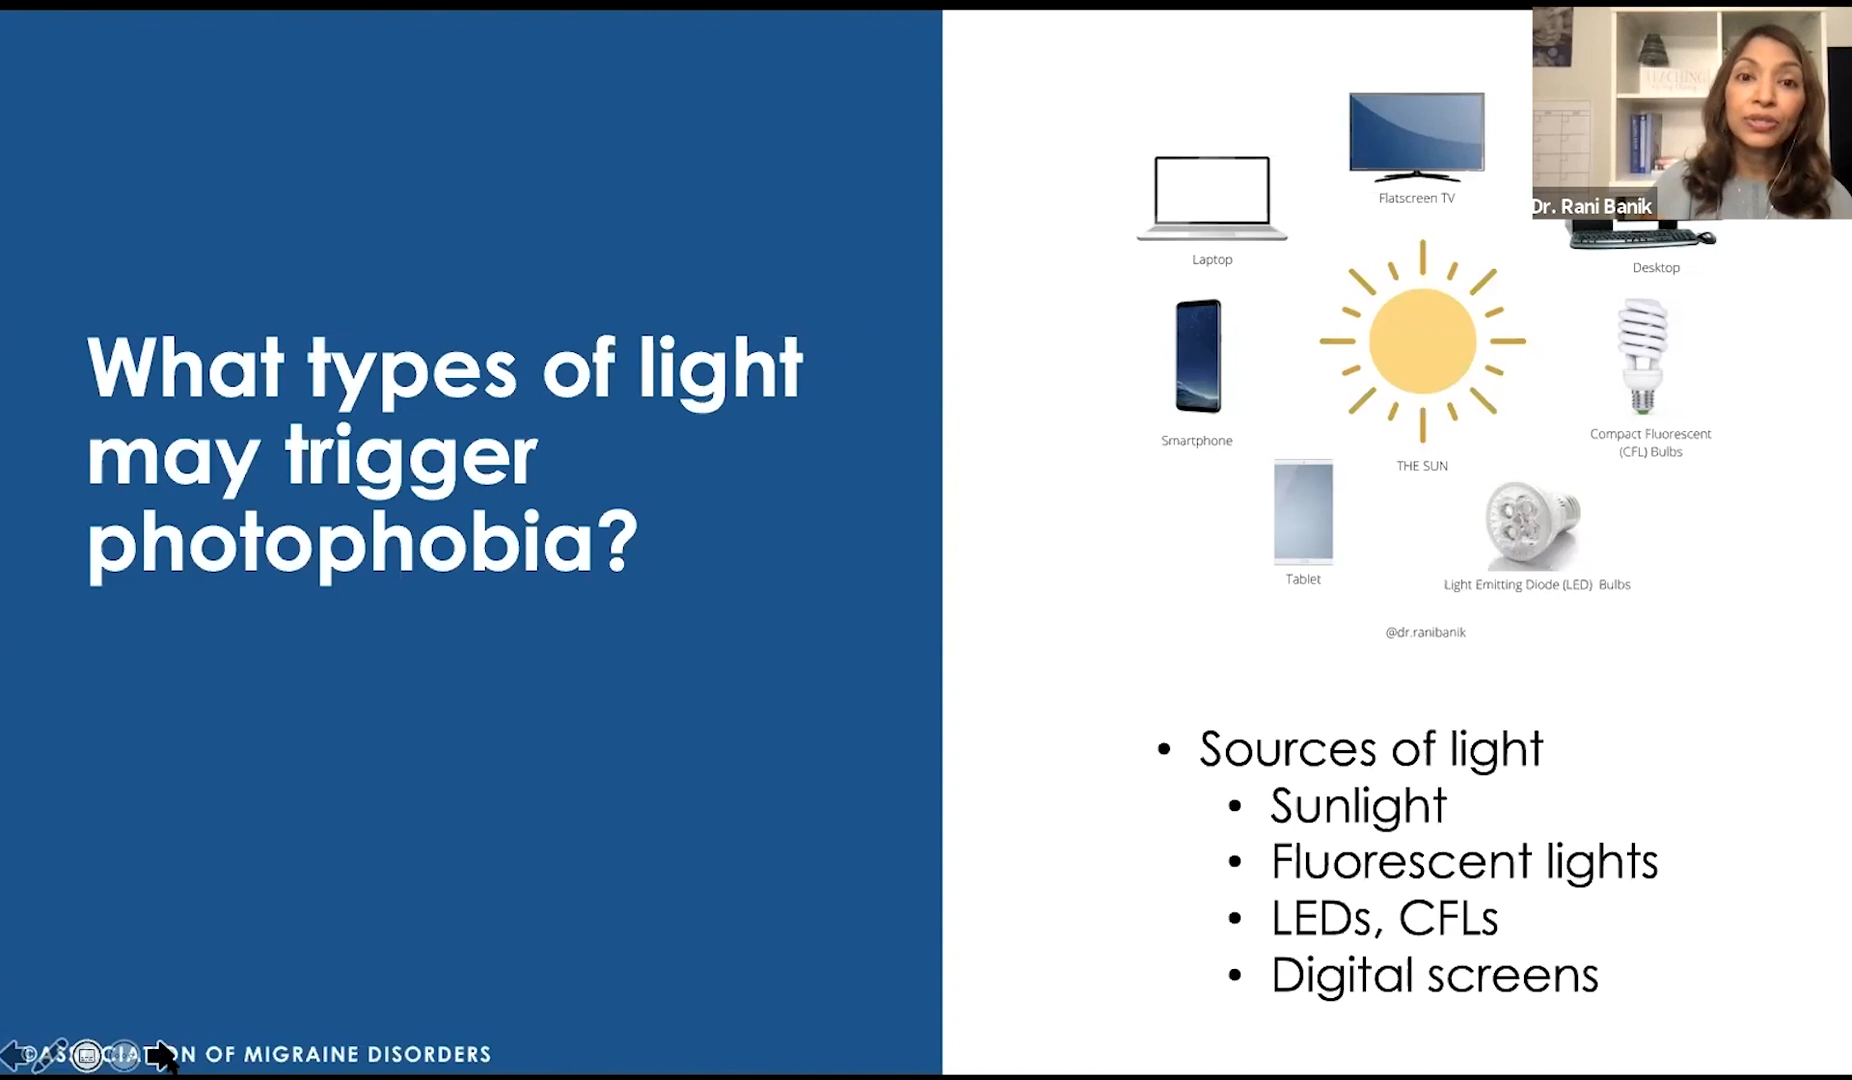 What types of light
may trigger
photophobia?
Flatscreen TV
Laptop
Dr. Rani Banik
Desktop
Smartphone
THE SUN
Compact Fluorescent
(CFL) Bulbs
Tablet
Light Emitting Diode (LED) Bulbs
@dr.ranibanik
• Sources of light
• Sunlight
• Fluorescent lights
• LEDs, CFLs
• Digital screens
OF MIGRAINE DISORDERS